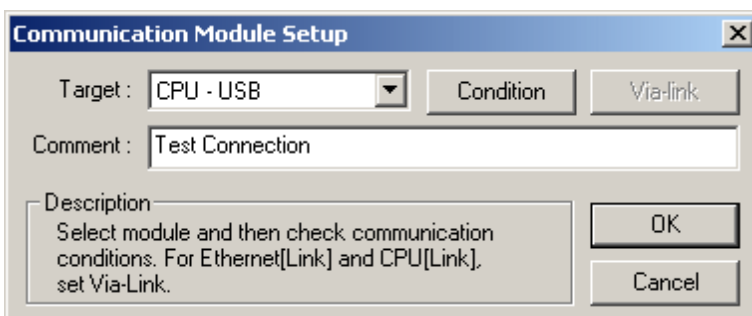 Communication Module Setup
Target : CPU - USB Condition Via-link
Comment : Test Connection
Description
Select module and then check communication
conditions. For Ethernet[Link] and CPU[Link],
set Via-Link.
OK
Cancel